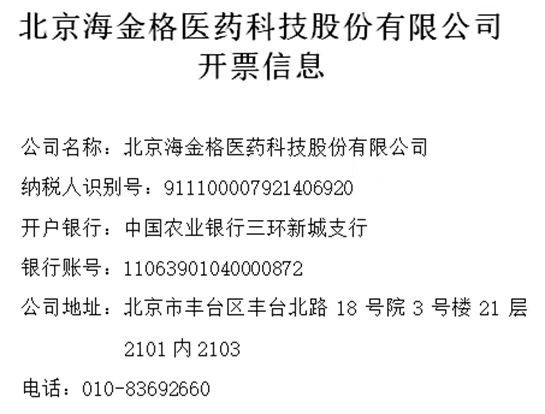 北京海金格医药科技股份有限公司
开票信息
公司名称：北京海金格医药科技股份有限公司
纳税人识别号：911100007921406920
开户银行：中国农业银行三环新城支行
银行账号：11063901040000872
公司地址：北京市丰台区丰台北路 18 号院 3 号楼 21 层
2101 内 2103
电话：010-83692660